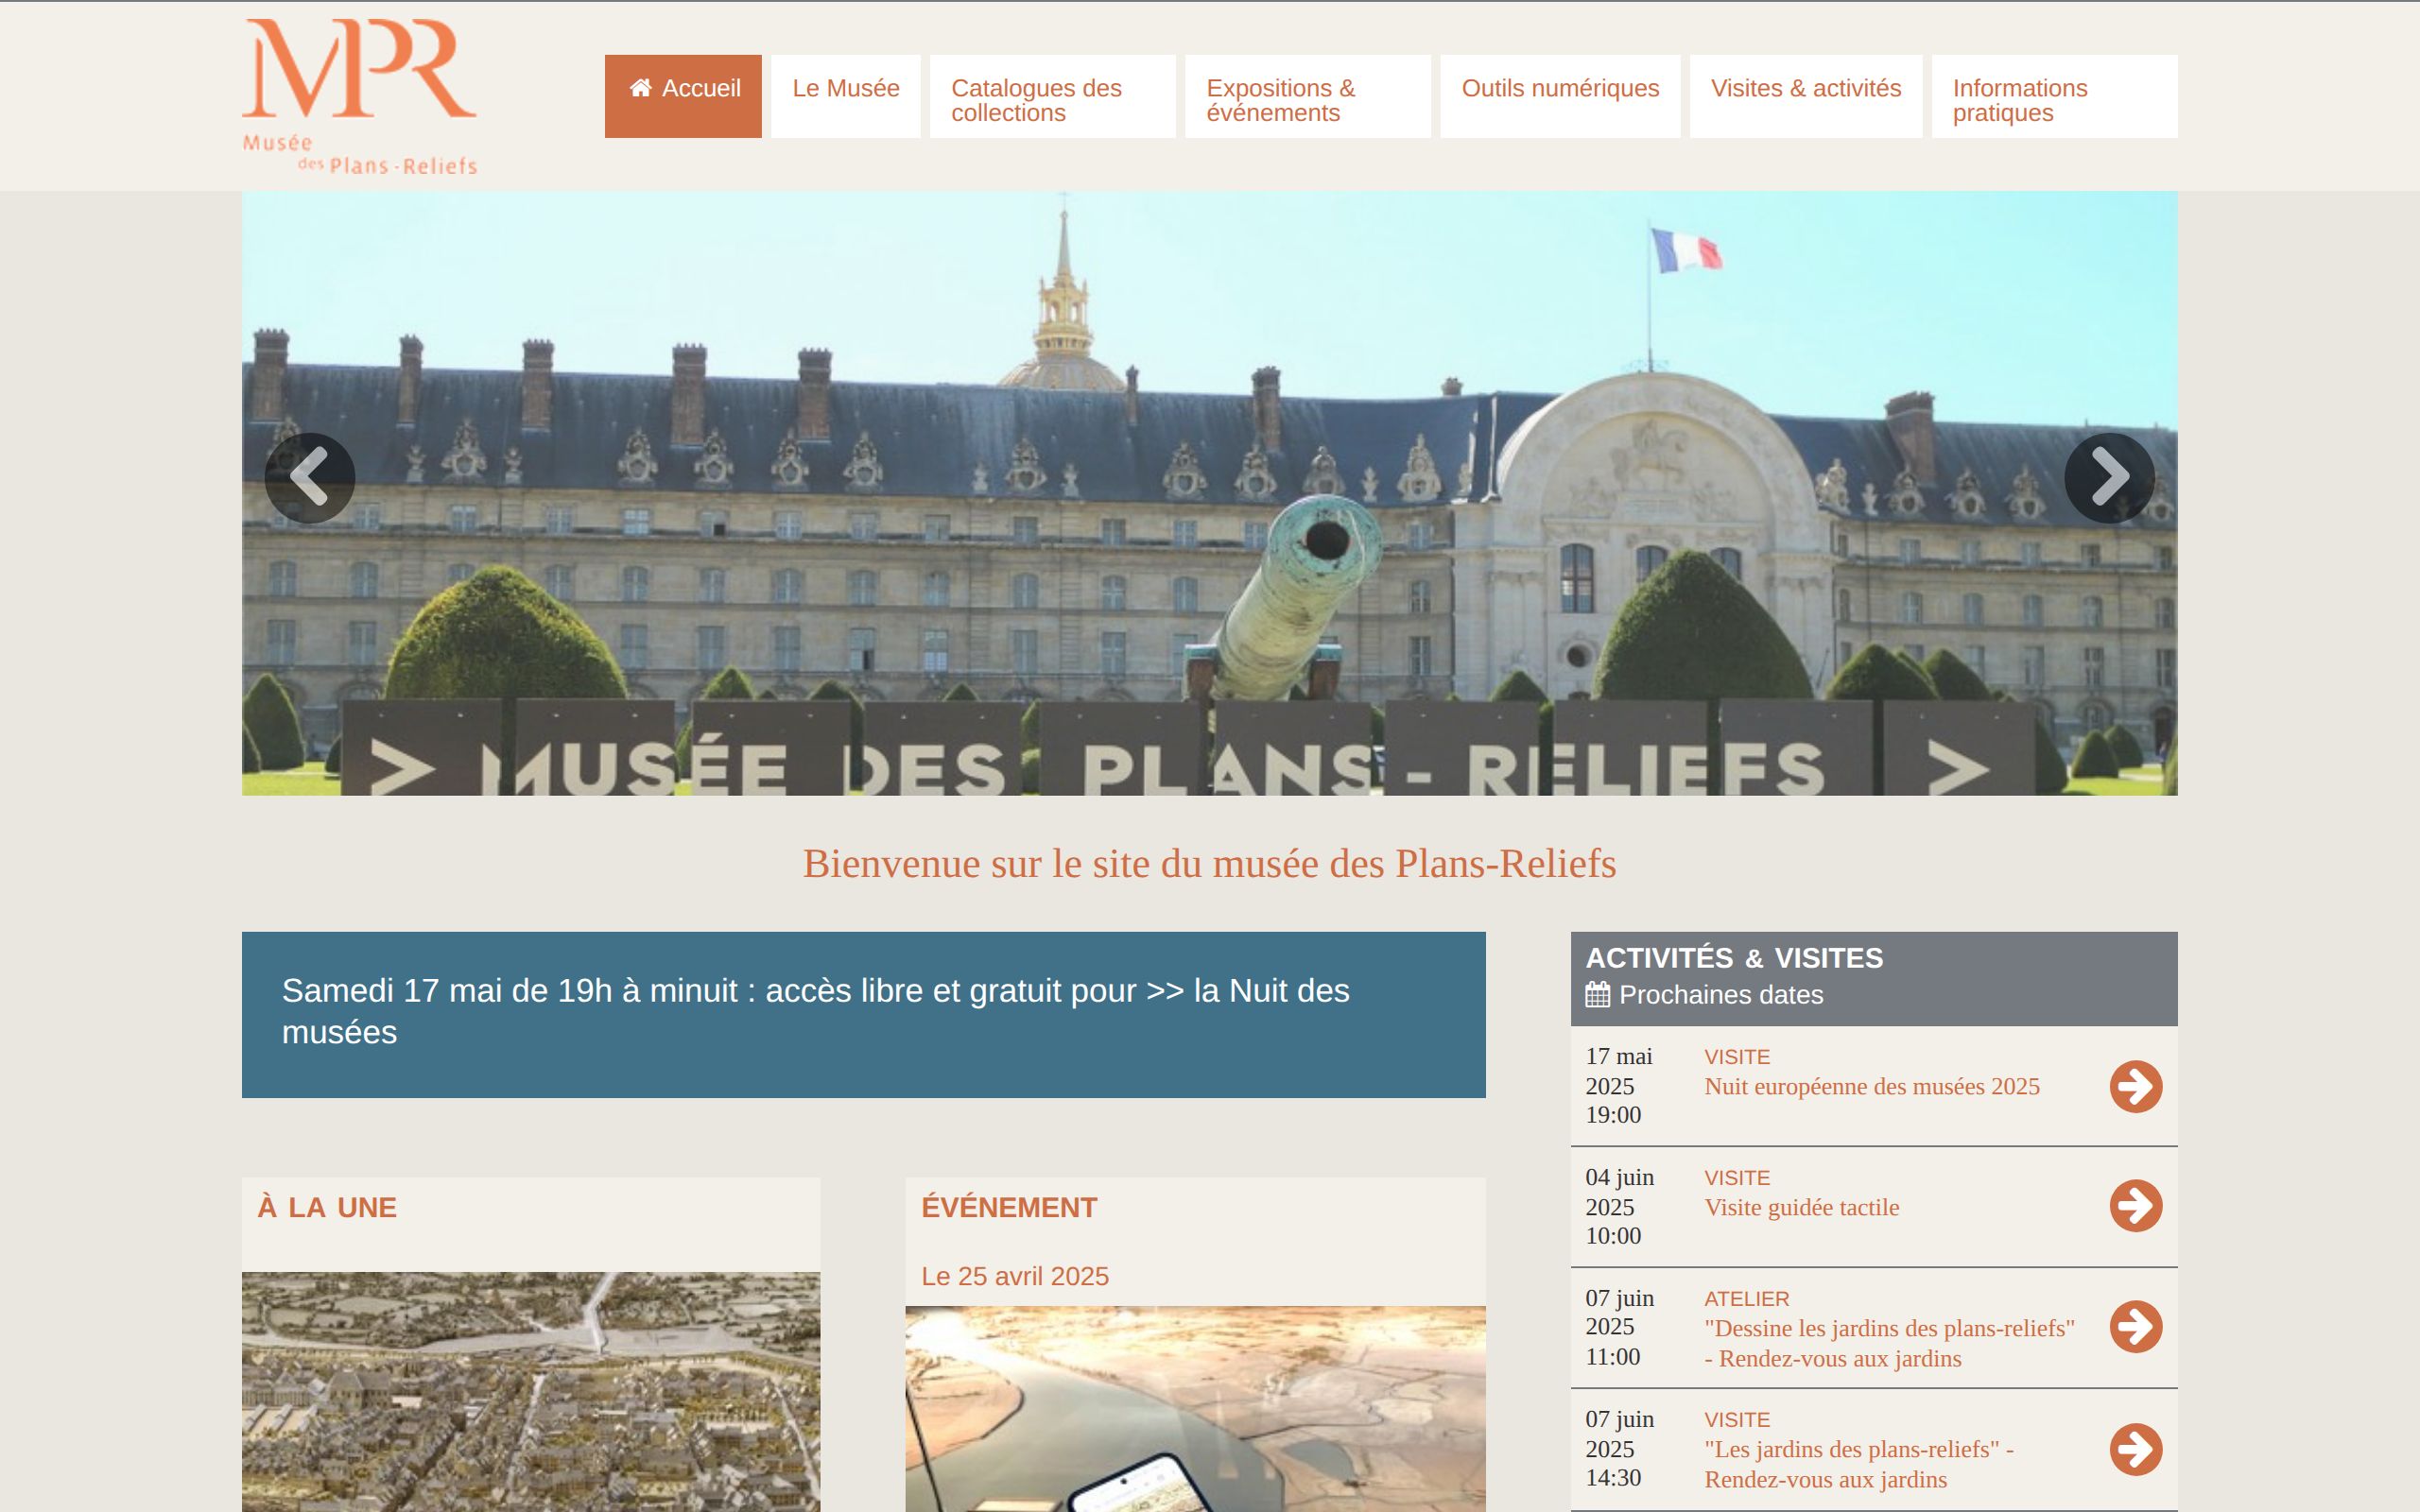 MPR
Musée
des Plans-Reliefs
Accueil
Le Musée
Catalogues des
collections
Expositions &
événements
Outils numériques
Visites & activités
Informations
pratiques
> MUSÉE DES PLANS - RELIEFS >
Bienvenue sur le site du musée des Plans-Reliefs
Samedi 17 mai de 19h à minuit : accès libre et gratuit pour >> la Nuit des
musées
À LA UNE
ÉVÉNEMENT
Le 25 avril 2025
ACTIVITÉS & VISITES
Prochaines dates
17 mai
2025
19:00
VISITE
Nuit européenne des musées 2025
04 juin
2025
10:00
VISITE
Visite guidée tactile
07 juin
2025
11:00
ATELIER
"Dessine les jardins des plans-reliefs"
- Rendez-vous aux jardins
07 juin
2025
14:30
VISITE
"Les jardins des plans-reliefs" -
Rendez-vous aux jardins